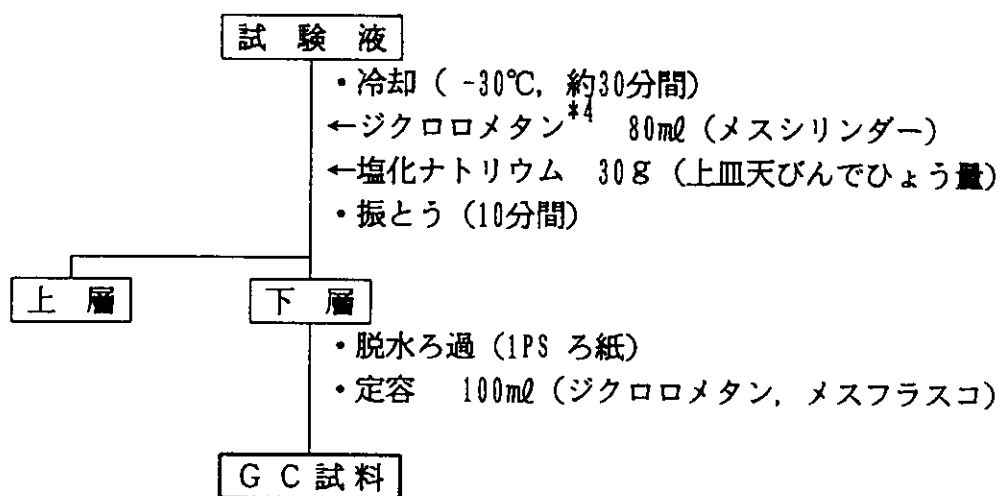 試験液
・冷却（-30℃, 約30分間）
←ジクロロメタン*4 80ml（メスシリンダー）
←塩化ナトリウム 30g（上皿天びんでひょう量）
・振とう（10分間）
上層 下層
・脱水ろ過（1PS ろ紙）
・定容 100ml（ジクロロメタン, メスフラスコ）
GC試料